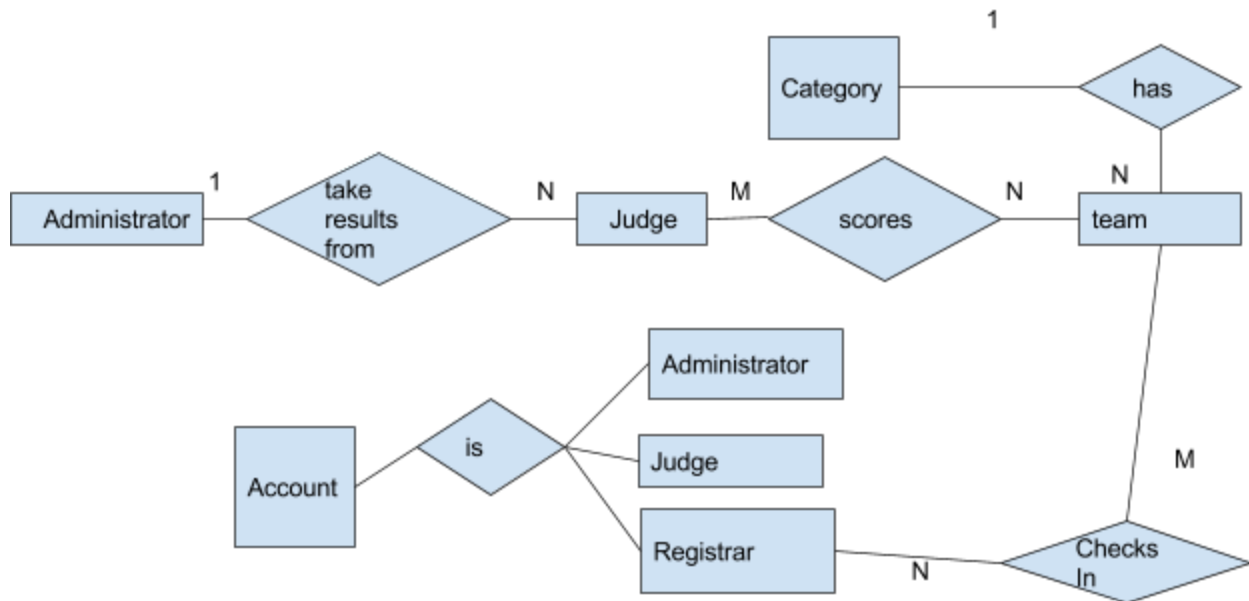 1
Category
has
1
take
results
from
N
M
N
N
Administrator
Judge
scores
team
Administrator
is
Judge
M
Account
Registrar
Checks
In
N